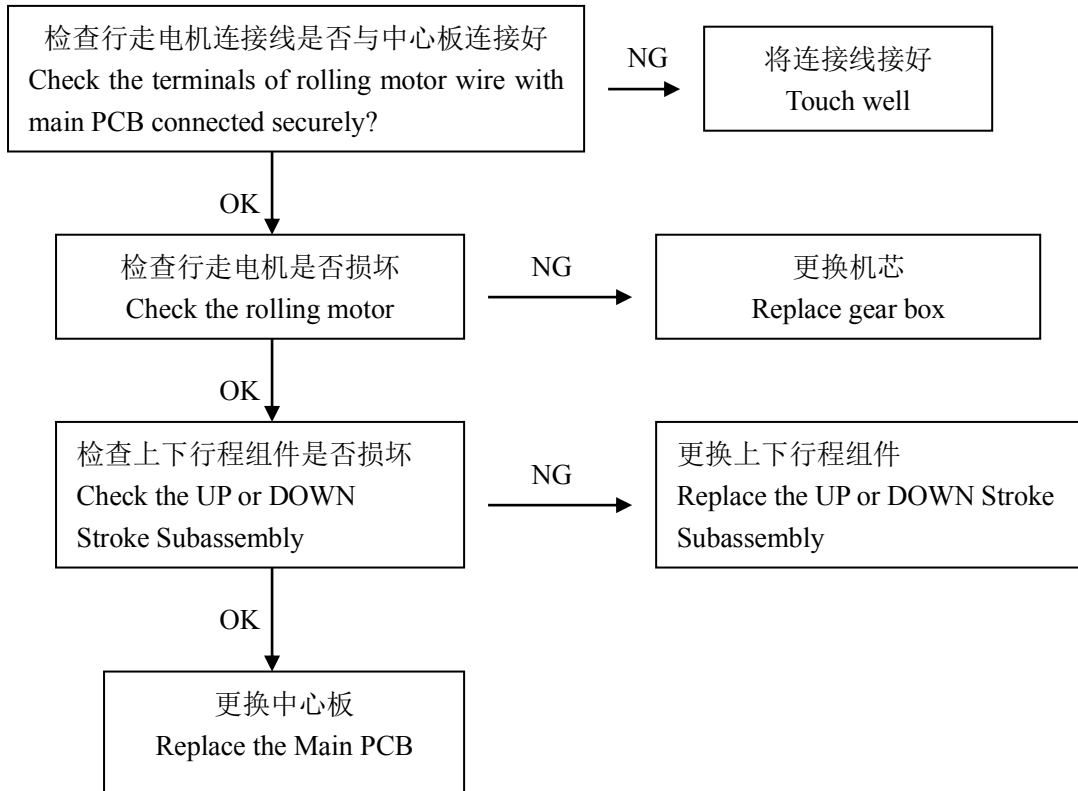 检查行走电机连接线是否与中心板连接好
Check the terminals of rolling motor wire with
main PCB connected securely?
NG
将连接线接好
Touch well
OK
检查行走电机是否损坏
Check the rolling motor
NG
更换机芯
Replace gear box
OK
检查上下行程组件是否损坏
Check the UP or DOWN
Stroke Subassembly
NG
更换上下行程组件
Replace the UP or DOWN Stroke
Subassembly
OK
更换中心板
Replace the Main PCB